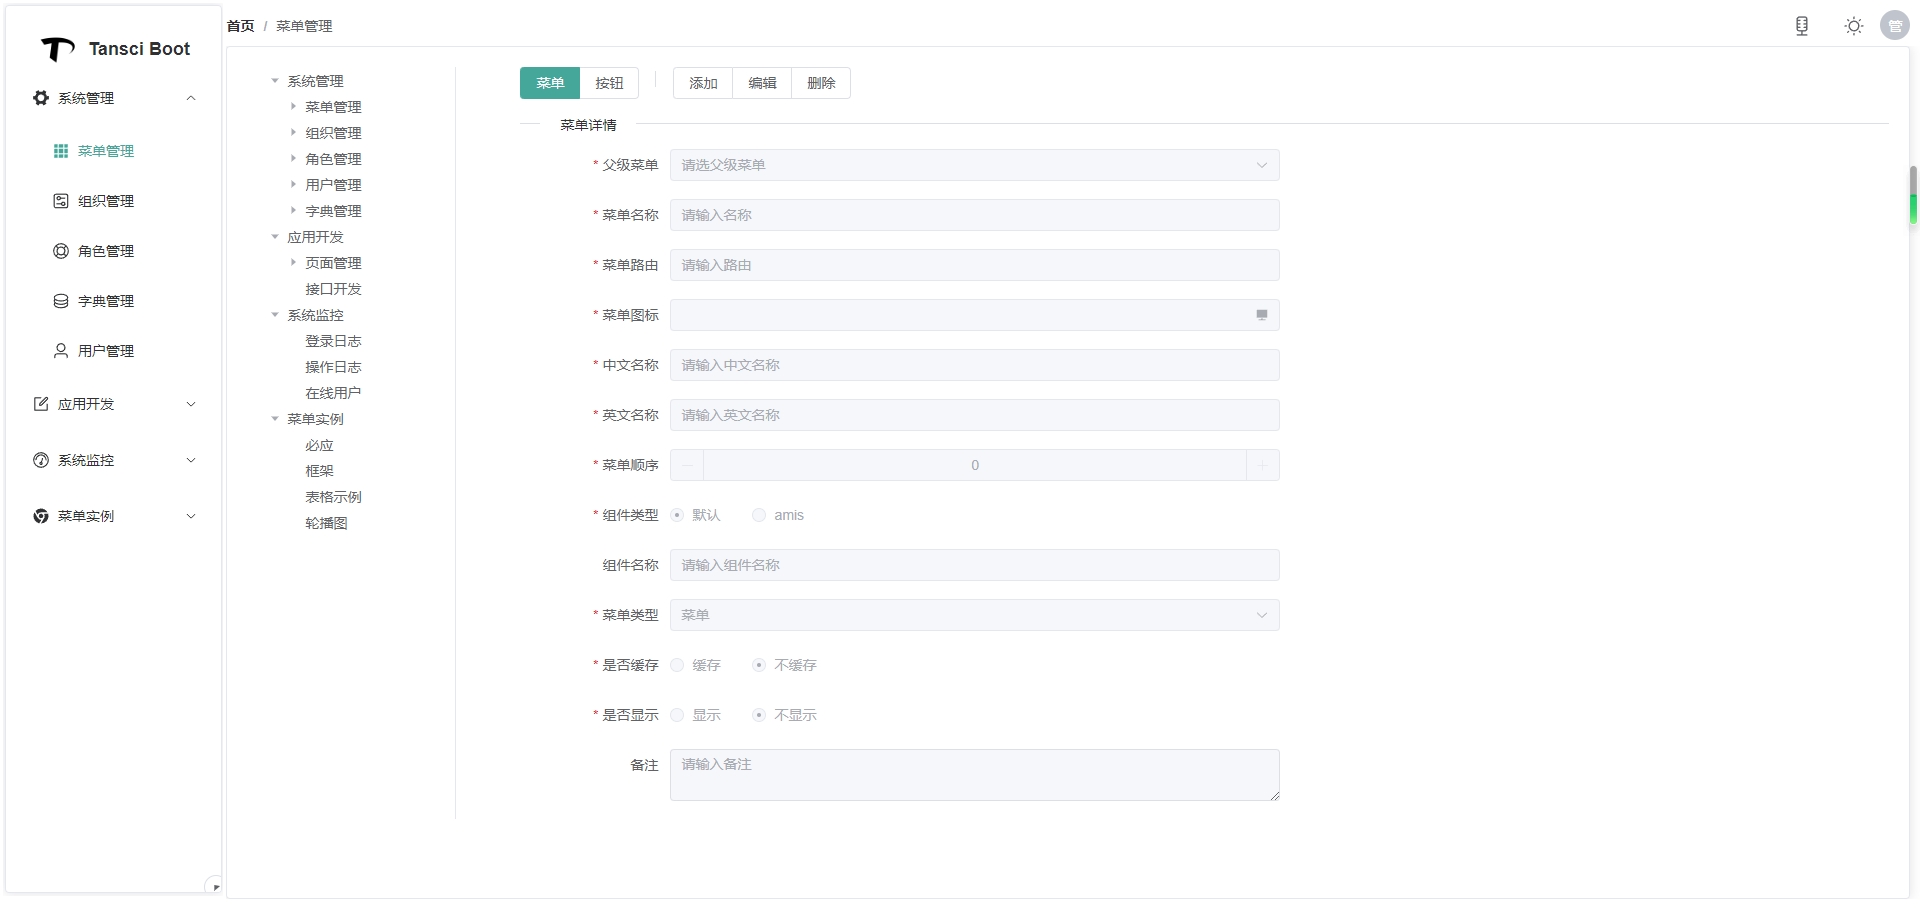 Tansci Boot
系统管理
菜单管理
组织管理
角色管理
字典管理
用户管理
应用开发
系统监控
菜单实例
首页 / 菜单管理
管
系统管理
菜单管理
组织管理
角色管理
用户管理
字典管理
应用开发
页面管理
接口开发
系统监控
登录日志
操作日志
在线用户
菜单实例
必应
框架
表格示例
轮播图
菜单 按钮 添加 编辑 删除
菜单详情
* 父级菜单 请选父级菜单
* 菜单名称 请输入名称
* 菜单路由 请输入路由
* 菜单图标
* 中文名称 请输入中文名称
* 英文名称 请输入英文名称
* 菜单顺序 0
* 组件类型 默认 amis
组件名称 请输入组件名称
* 菜单类型 菜单
* 是否缓存 缓存 不缓存
* 是否显示 显示 不显示
备注 请输入备注